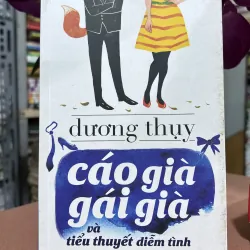 dương thụy
cáo già
gái già
và
tiểu thuyết diễm tình